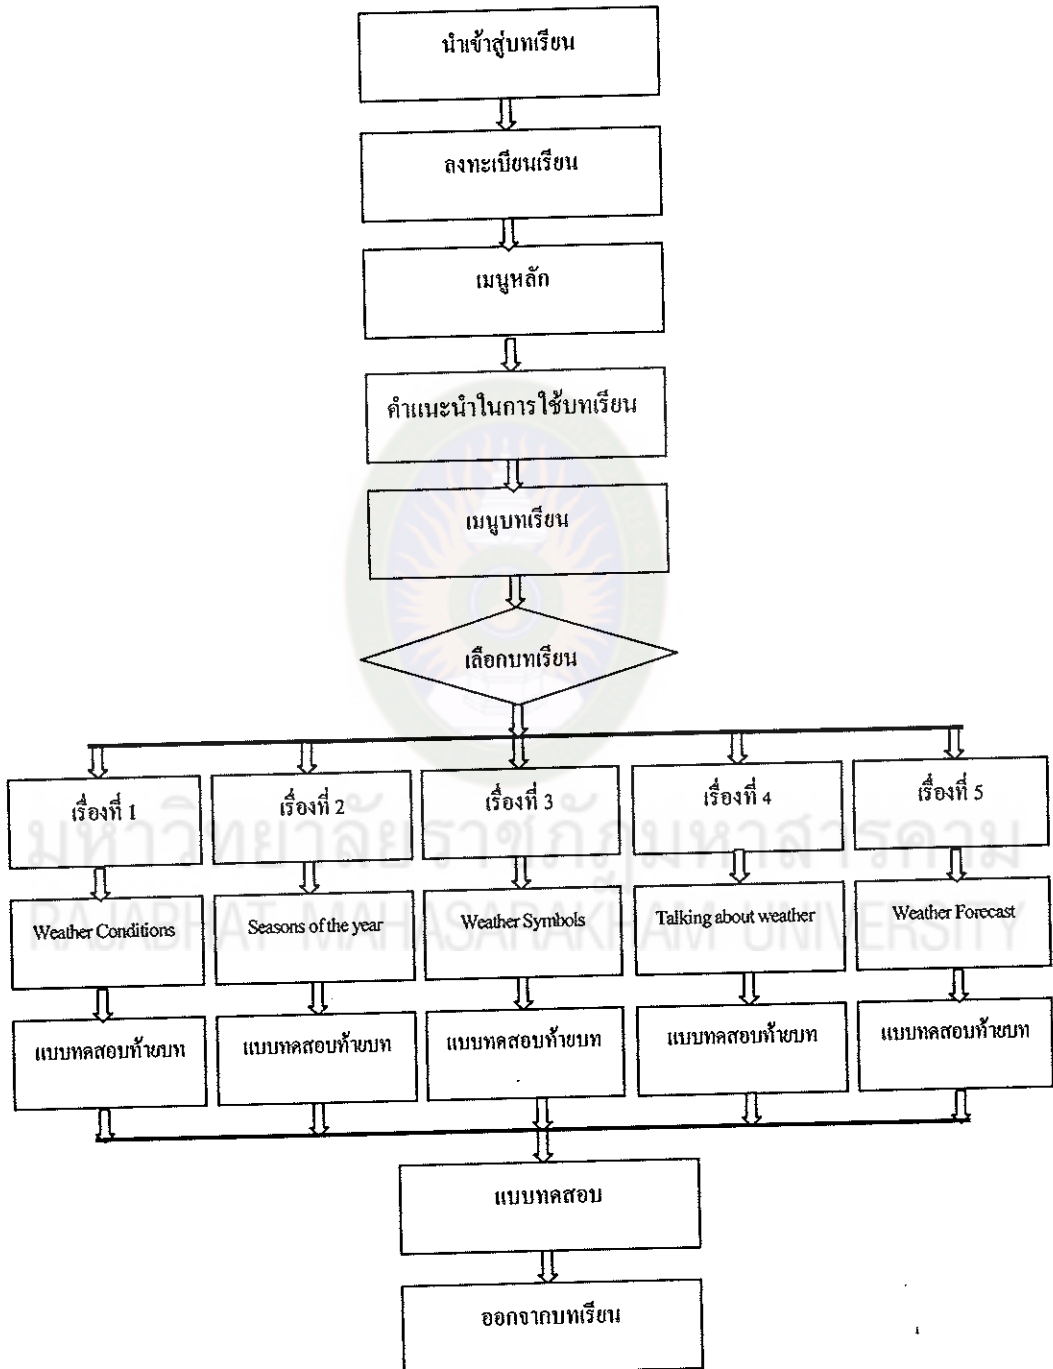 นำเข้าสู่บทเรียน
ลงทะเบียนเรียน
เมนูหลัก
คำแนะนำในการใช้บทเรียน
เมนูบทเรียน
เลือกบทเรียน
เรื่องที่ 1
เรื่องที่ 2
เรื่องที่ 3
เรื่องที่ 4
เรื่องที่ 5
มหาวิทยาลัยราชภัฏมหาสารคาม
Weather Conditions
Seasons of the year
Weather Symbols
Talking about weather
Weather Forecast
RAJABHAT MAHASARAKHAM UNIVERSITY
แบบทดสอบท้ายบท
แบบทดสอบท้ายบท
แบบทดสอบท้ายบท
แบบทดสอบท้ายบท
แบบทดสอบท้ายบท
แบบทดสอบ
ออกจากบทเรียน